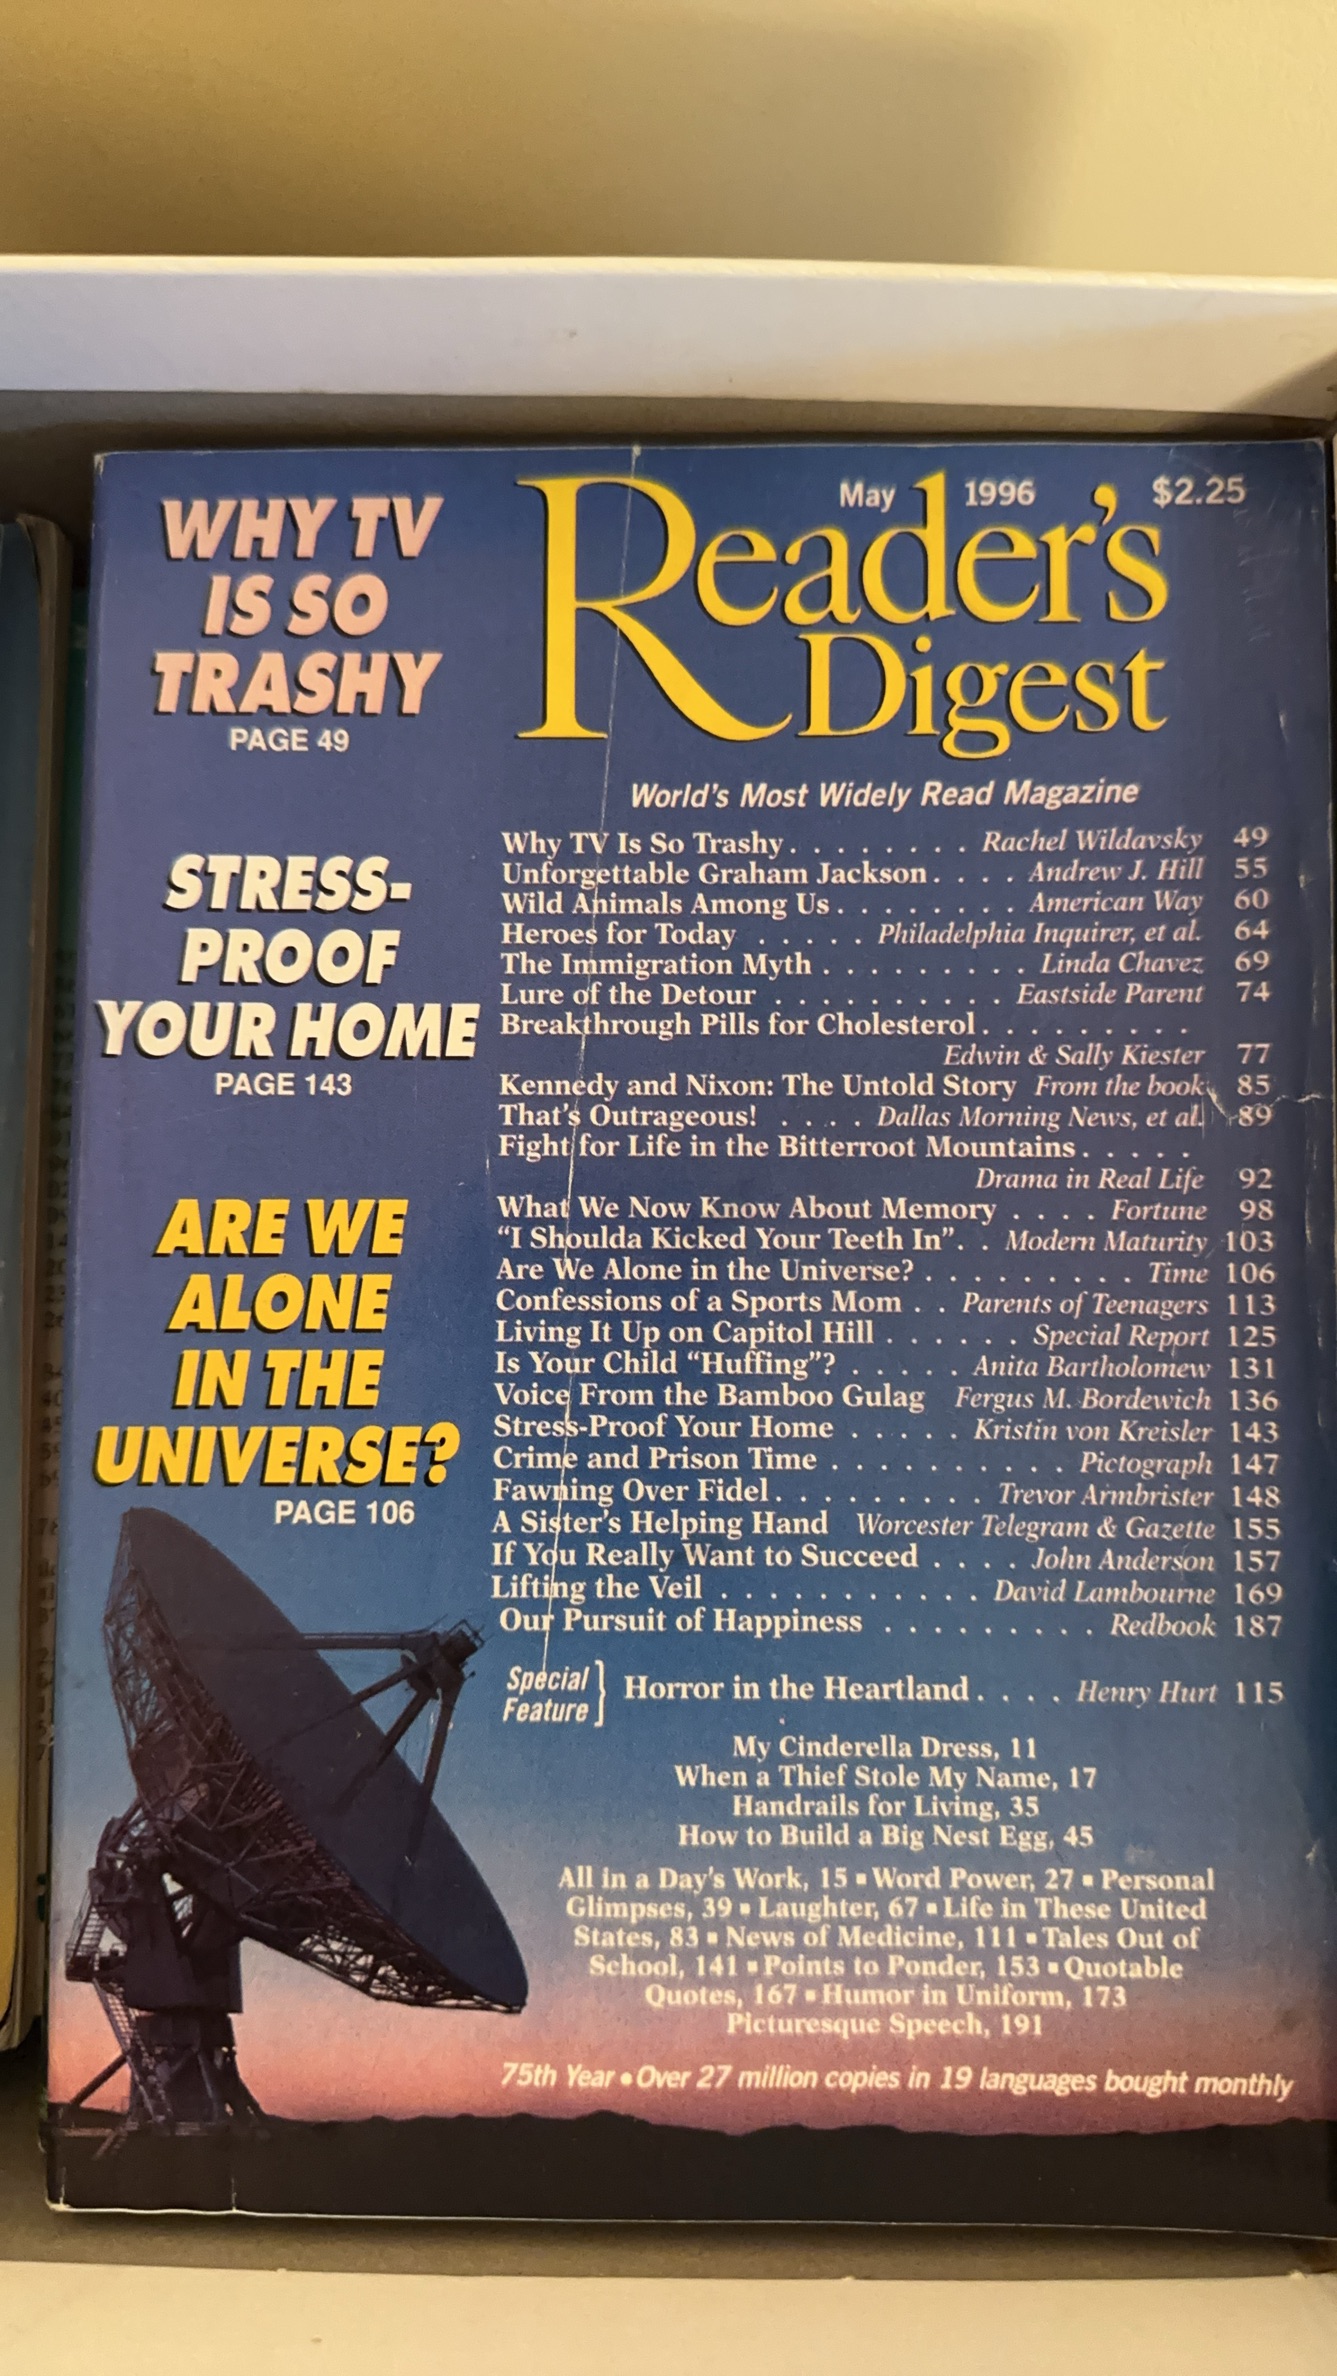 WHY TV
IS SO
TRASHY
PAGE 49
STRESS-
PROOF
YOUR HOME
PAGE 143
ARE WE
ALONE
IN THE
UNIVERSE?
PAGE 106
May 1996 $2.25
Reader's
Digest
World's Most Widely Read Magazine
Why TV Is So Trashy. . . . . . . . Rachel Wildavsky 49
Unforgettable Graham Jackson. . . . Andrew J. Hill 55
Wild Animals Among Us. . . . . . . . American Way 60
Heroes for Today . . . . . Philadelphia Inquirer, et al. 64
The Immigration Myth . . . . . . . . . Linda Chavez 69
Lure of the Detour . . . . . . . . . . Eastside Parent 74
Breakthrough Pills for Cholesterol. . . . . . . . .
Edwin & Sally Kiester 77
Kennedy and Nixon: The Untold Story From the book 85
That's Outrageous! . . . . Dallas Morning News, et al. 89
Fight for Life in the Bitterroot Mountains. . . . .
Drama in Real Life 92
What We Now Know About Memory . . . . Fortune 98
"I Shoulda Kicked Your Teeth In". . Modern Maturity 103
Are We Alone in the Universe? . . . . . . . . . Time 106
Confessions of a Sports Mom . . Parents of Teenagers 113
Living It Up on Capitol Hill . . . . . . Special Report 125
Is Your Child "Huffing"? . . . . . Anita Bartholomew 131
Voice From the Bamboo Gulag Fergus M. Bordewich 136
Stress-Proof Your Home . . . . . Kristin von Kreisler 143
Crime and Prison Time . . . . . . . . . . Pictograph 147
Fawning Over Fidel. . . . . . . . . Trevor Armbrister 148
A Sister's Helping Hand Worcester Telegram & Gazette 155
If You Really Want to Succeed . . . . John Anderson 157
Lifting the Veil . . . . . . . . . . . David Lambourne 169
Our Pursuit of Happiness . . . . . . . . . Redbook 187
Special
Feature } Horror in the Heartland. . . . Henry Hurt 115
My Cinderella Dress, 11
When a Thief Stole My Name, 17
Handrails for Living, 35
How to Build a Big Nest Egg, 45
All in a Day's Work, 15 ▪ Word Power, 27 ▪ Personal
Glimpses, 39 ▪ Laughter, 67 ▪ Life in These United
States, 83 ▪ News of Medicine, 111 ▪ Tales Out of
School, 141 ▪ Points to Ponder, 153 ▪ Quotable
Quotes, 167 ▪ Humor in Uniform, 173
Picturesque Speech, 191
75th Year • Over 27 million copies in 19 languages bought monthly